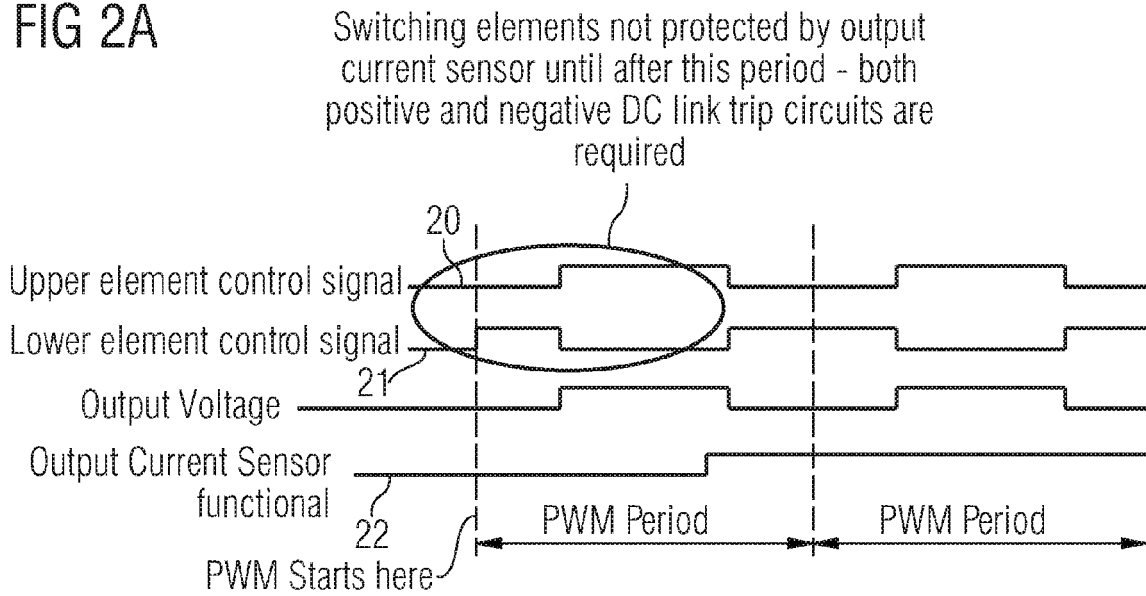 FIG 2A
Switching elements not protected by output
current sensor until after this period - both
positive and negative DC link trip circuits are
required
20
Upper element control signal
Lower element control signal
21
Output Voltage
Output Current Sensor
functional
22
PWM Period
PWM Period
PWM Starts here